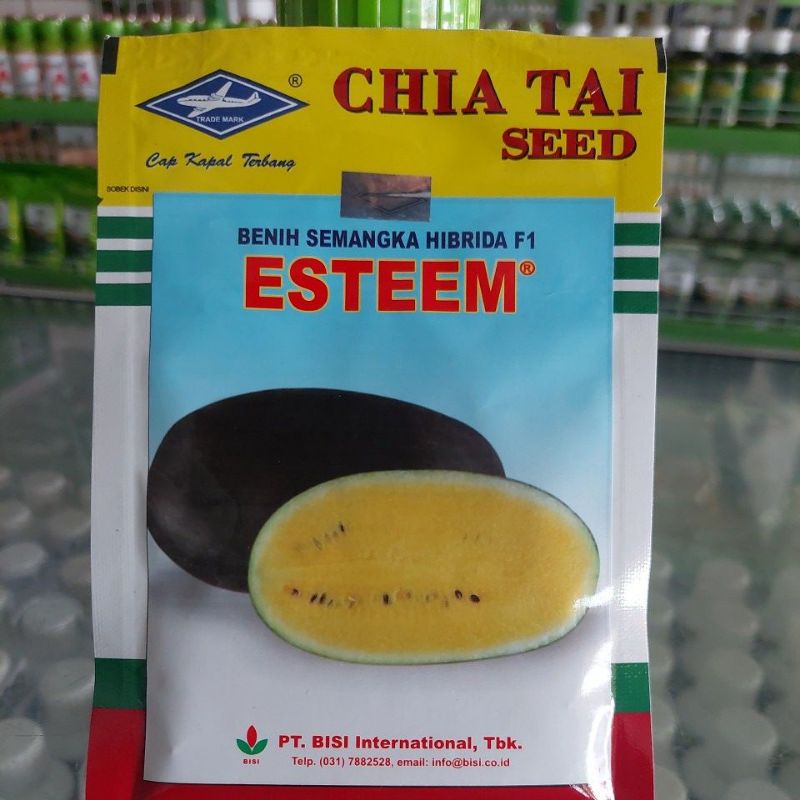 CHIA TAI
SEED
®
TRADE MARK
Cap Kapal Terbang
SOBEK DISINI
BENIH SEMANGKA HIBRIDA F1
ESTEEM®
BISI
PT. BISI International, Tbk.
Telp. (031) 7882528, email: info@bisi.co.id